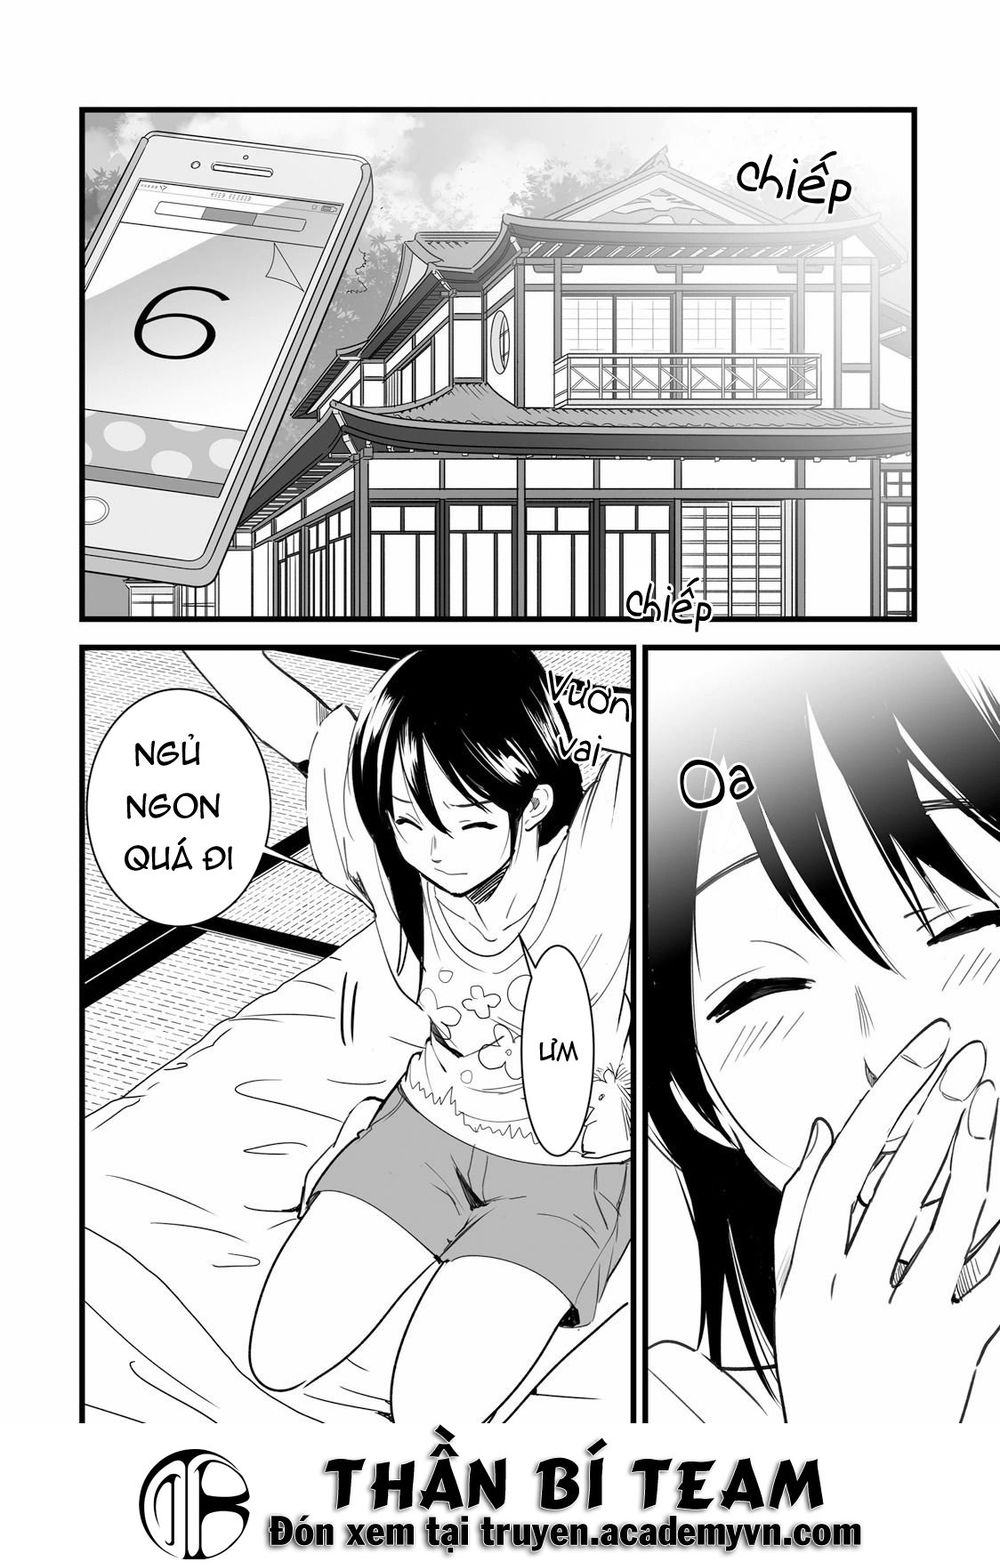 6
chiếp
chiếp
Oa
Vươn
vai
NGỦ
NGON
QUÁ ĐI
ƯM
THẦN BÍ TEAM
Đón xem tại truyen.academyvn.com